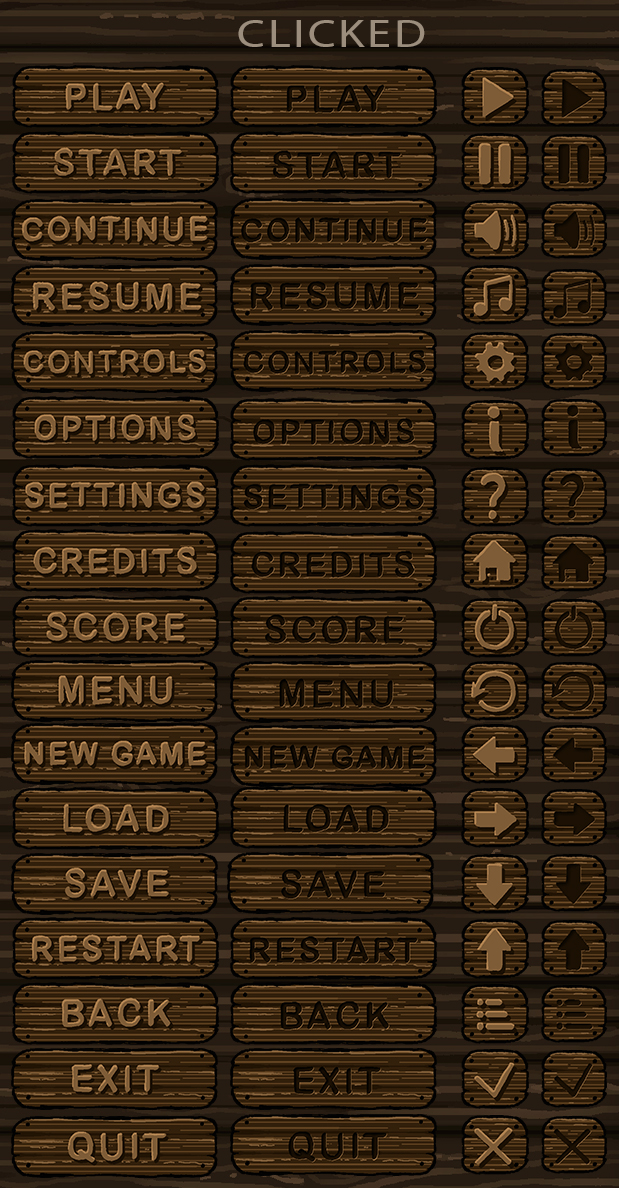 CLICKED
PLAY PLAY
START START
CONTINUE CONTINUE
RESUME RESUME
CONTROLS CONTROLS
OPTIONS OPTIONS i i
SETTINGS SETTINGS ? ?
CREDITS CREDITS
SCORE SCORE
MENU MENU
NEW GAME NEW GAME
LOAD LOAD
SAVE SAVE
RESTART RESTART
BACK BACK
EXIT EXIT
QUIT QUIT